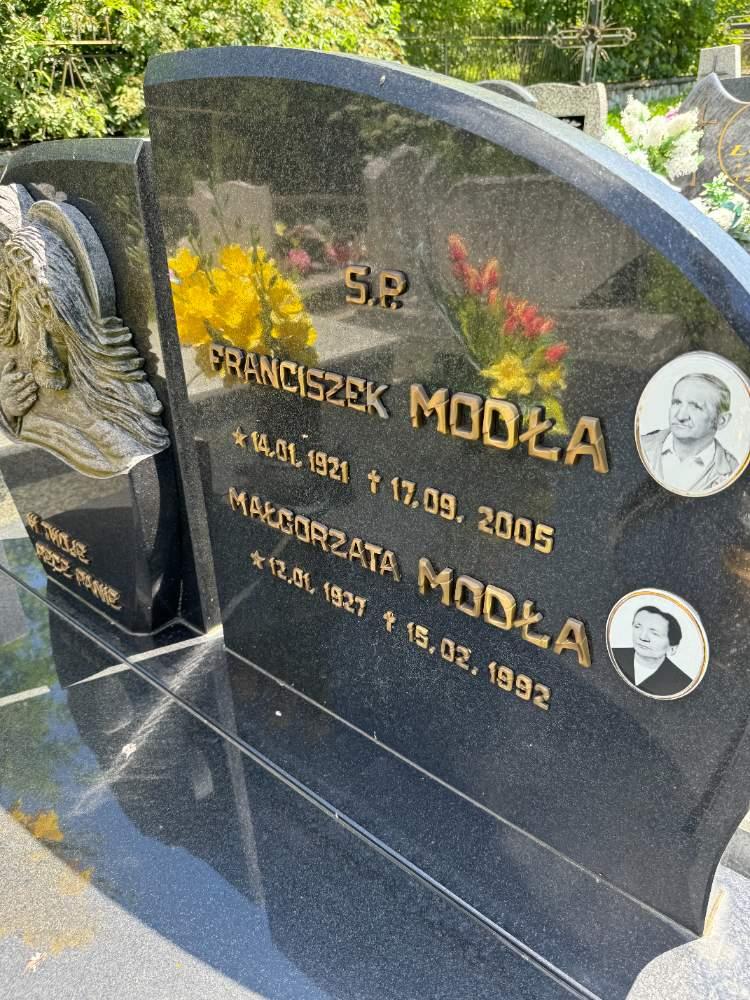 Ś.P.
FRANCISZEK MODŁA
* 14.01.1921 † 17.09.2005
MAŁGORZATA MODŁA
* 12.01.1927 † 15.02.1992
W TWOJE
RĘCE PANIE